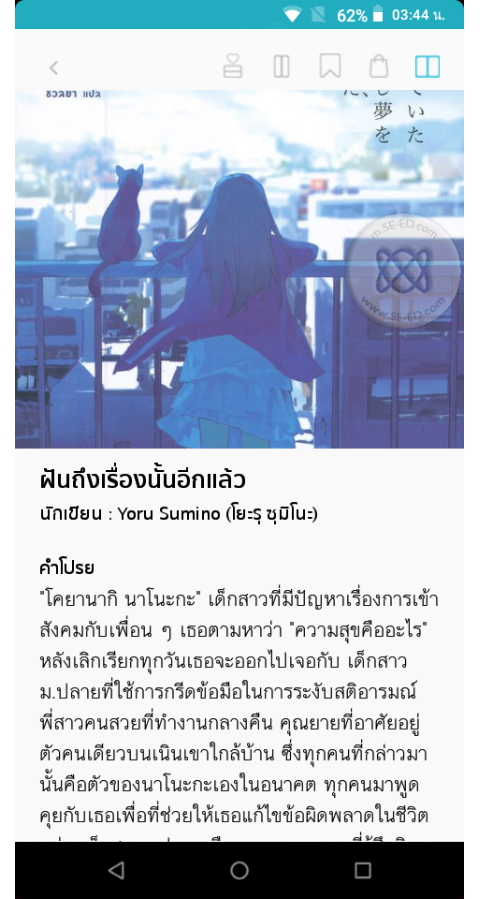 62% 03:44 น.
ชวลยา แปล
ていた
し夢を
た、
m.SE-ED.com
www.SE-ED.com
ฝันถึงเรื่องนั้นอีกแล้ว
นักเขียน : Yoru Sumino (โยะรุ ซุมิโนะ)
คำโปรย
"โคยานากิ นาโนะกะ" เด็กสาวที่มีปัญหาเรื่องการเข้า
สังคมกับเพื่อน ๆ เธอตามหาว่า "ความสุขคืออะไร"
หลังเลิกเรียนทุกวันเธอจะออกไปเจอกับ เด็กสาว
ม.ปลายที่ใช้การกรีดข้อมือในการระงับสติอารมณ์
พี่สาวคนสวยที่ทำงานกลางคืน คุณยายที่อาศัยอยู่
ตัวคนเดียวบนเนินเขาใกล้บ้าน ซึ่งทุกคนที่กล่าวมา
นั้นคือตัวของนาโนะกะเองในอนาคต ทุกคนมาพูด
คุยกับเธอเพื่อที่ช่วยให้เธอแก้ไขข้อผิดพลาดในชีวิต